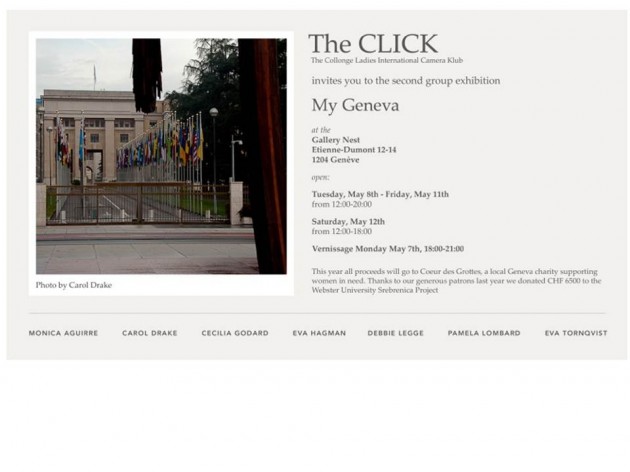 The CLICK
The Collonge Ladies International Camera Klub
invites you to the second group exhibition
My Geneva
at the
Gallery Nest
Etienne-Dumont 12-14
1204 Genève
open:
Tuesday, May 8th - Friday, May 11th
from 12:00-20:00
Saturday, May 12th
from 12:00-18:00
Vernissage Monday May 7th, 18:00-21:00
This year all proceeds will go to Coeur des Grottes, a local Geneva charity supporting
women in need. Thanks to our generous patrons last year we donated CHF 6500 to the
Webster University Srebrenica Project
Photo by Carol Drake
MONICA AGUIRRE CAROL DRAKE CECILIA GODARD EVA HAGMAN DEBBIE LEGGE PAMELA LOMBARD EVA TORNQVIST